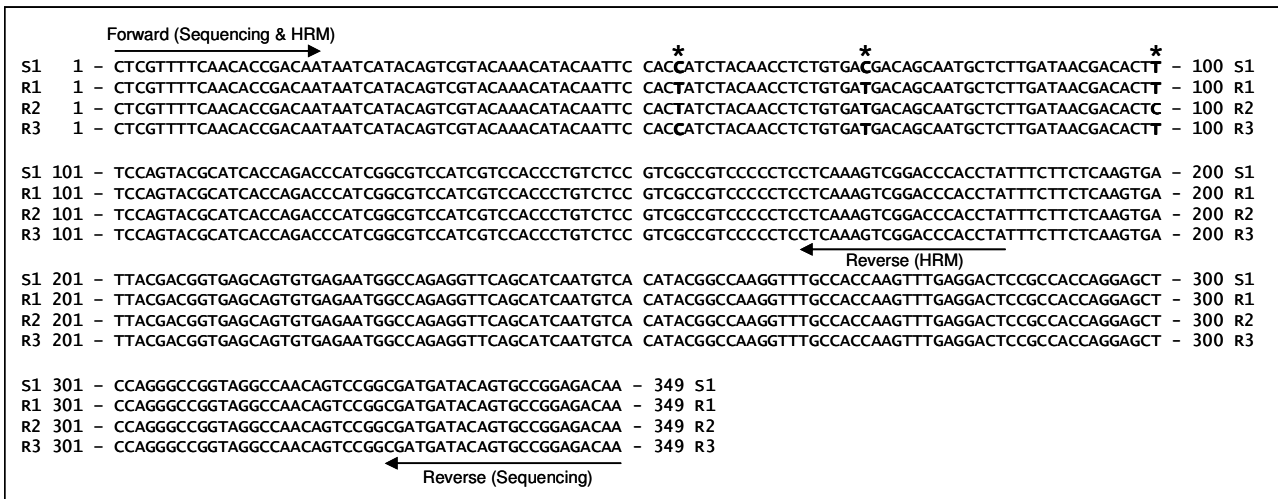 Forward (Sequencing & HRM)
* * *
S1 1 – CTCGTTTTCAACACCGACAATAATCATACAGTCGTACAAACATACAATTC CACCATCTACAACCTCTGTGACGACAGCAATGCTCTTGATAACGACACTT – 100 S1
R1 1 – CTCGTTTTCAACACCGACAATAATCATACAGTCGTACAAACATACAATTC CACTATCTACAACCTCTGTGATGACAGCAATGCTCTTGATAACGACACTT – 100 R1
R2 1 – CTCGTTTTCAACACCGACAATAATCATACAGTCGTACAAACATACAATTC CACTATCTACAACCTCTGTGATGACAGCAATGCTCTTGATAACGACACTC – 100 R2
R3 1 – CTCGTTTTCAACACCGACAATAATCATACAGTCGTACAAACATACAATTC CACCATCTACAACCTCTGTGATGACAGCAATGCTCTTGATAACGACACTT – 100 R3
S1 101 – TCCAGTACGCATCACCAGACCCATCGGCGTCCATCGTCCACCCTGTCTCC GTCGCCGTCCCCCTCCTCAAAGTCGGACCCACCTATTTCTTCTCAAGTGA – 200 S1
R1 101 – TCCAGTACGCATCACCAGACCCATCGGCGTCCATCGTCCACCCTGTCTCC GTCGCCGTCCCCCTCCTCAAAGTCGGACCCACCTATTTCTTCTCAAGTGA – 200 R1
R2 101 – TCCAGTACGCATCACCAGACCCATCGGCGTCCATCGTCCACCCTGTCTCC GTCGCCGTCCCCCTCCTCAAAGTCGGACCCACCTATTTCTTCTCAAGTGA – 200 R2
R3 101 – TCCAGTACGCATCACCAGACCCATCGGCGTCCATCGTCCACCCTGTCTCC GTCGCCGTCCCCCTCCTCAAAGTCGGACCCACCTATTTCTTCTCAAGTGA – 200 R3
Reverse (HRM)
S1 201 – TTACGACGGTGAGCAGTGTGAGAATGGCCAGAGGTTCAGCATCAATGTCA CATACGGCCAAGGTTTGCCACCAAGTTTGAGGACTCCGCCACCAGGAGCT – 300 S1
R1 201 – TTACGACGGTGAGCAGTGTGAGAATGGCCAGAGGTTCAGCATCAATGTCA CATACGGCCAAGGTTTGCCACCAAGTTTGAGGACTCCGCCACCAGGAGCT – 300 R1
R2 201 – TTACGACGGTGAGCAGTGTGAGAATGGCCAGAGGTTCAGCATCAATGTCA CATACGGCCAAGGTTTGCCACCAAGTTTGAGGACTCCGCCACCAGGAGCT – 300 R2
R3 201 – TTACGACGGTGAGCAGTGTGAGAATGGCCAGAGGTTCAGCATCAATGTCA CATACGGCCAAGGTTTGCCACCAAGTTTGAGGACTCCGCCACCAGGAGCT – 300 R3
S1 301 – CCAGGGCCGGTAGGCCAACAGTCCGGCGATGATACAGTGCCGGAGACAA – 349 S1
R1 301 – CCAGGGCCGGTAGGCCAACAGTCCGGCGATGATACAGTGCCGGAGACAA – 349 R1
R2 301 – CCAGGGCCGGTAGGCCAACAGTCCGGCGATGATACAGTGCCGGAGACAA – 349 R2
R3 301 – CCAGGGCCGGTAGGCCAACAGTCCGGCGATGATACAGTGCCGGAGACAA – 349 R3
Reverse (Sequencing)